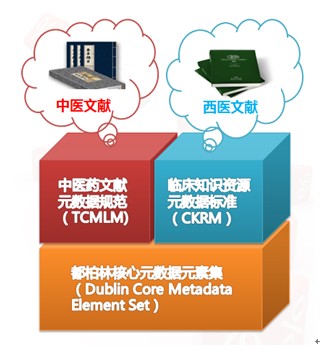 中医文献
西医文献
中医药文献
元数据规范
（TCMLM)
临床知识资源
元数据标准
（CKRM）
都柏林核心元数据元素集
（Dublin Core Metadata
Element Set）